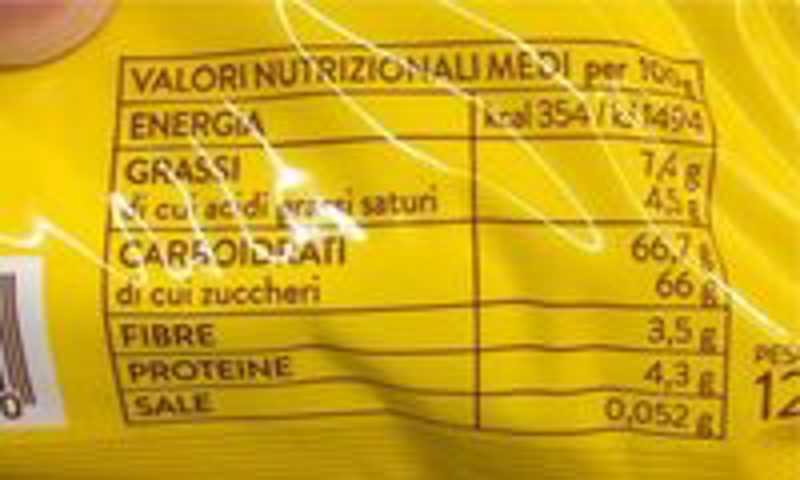 VALORI NUTRIZIONALI MEDI per 100g
ENERGIA kcal 354 / kJ 1494
GRASSI 7,4 g
di cui acidi grassi saturi 4,5 g
CARBOIDRATI 66,7 g
di cui zuccheri 66 g
FIBRE 3,5 g
PROTEINE 4,3 g
SALE 0,052 g